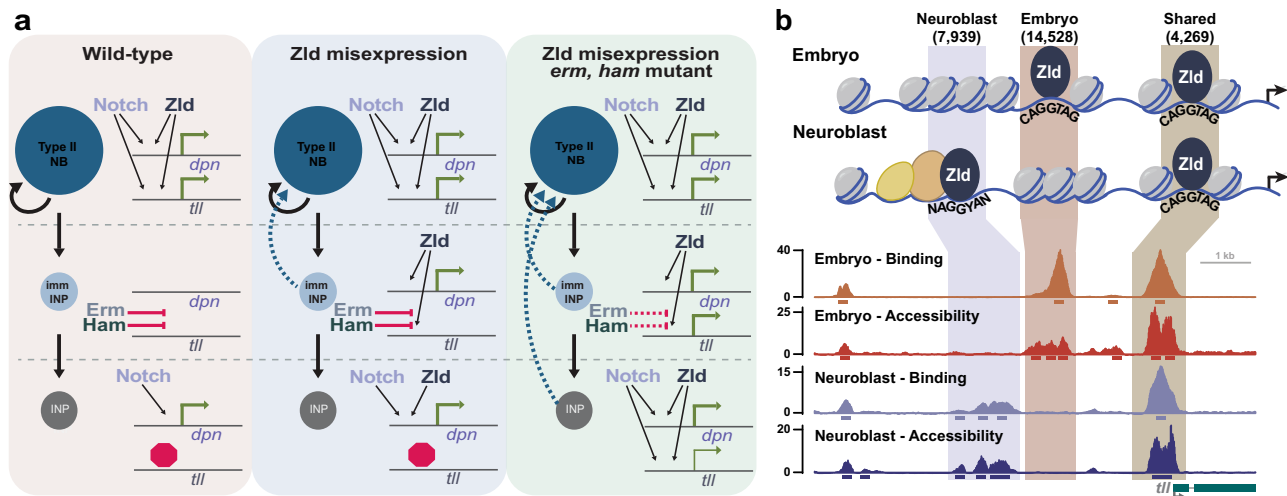 a
Wild-type
Notch Zld
Type II
NB
dpn
tll
imm
INP
Erm
Ham
dpn
Notch
INP
dpn
tll
Zld misexpression
Notch Zld
Type II
NB
dpn
tll
Zld
imm
INP
Erm
Ham
dpn
tll
Notch Zld
INP
dpn
tll
Zld misexpression
erm, ham mutant
Notch Zld
Type II
NB
dpn
tll
Zld
imm
INP
Erm
Ham
dpn
tll
Notch Zld
INP
dpn
tll
b
Neuroblast
(7,939)
Embryo
(14,528)
Shared
(4,269)
Embryo
Zld
CAGGTAG
Zld
CAGGTAG
Neuroblast
Zld
NAGGYAN
Zld
CAGGTAG
40
Embryo - Binding
1 kb
0
25
Embryo - Accessibility
0
15
Neuroblast - Binding
0
20
Neuroblast - Accessibility
0
tll